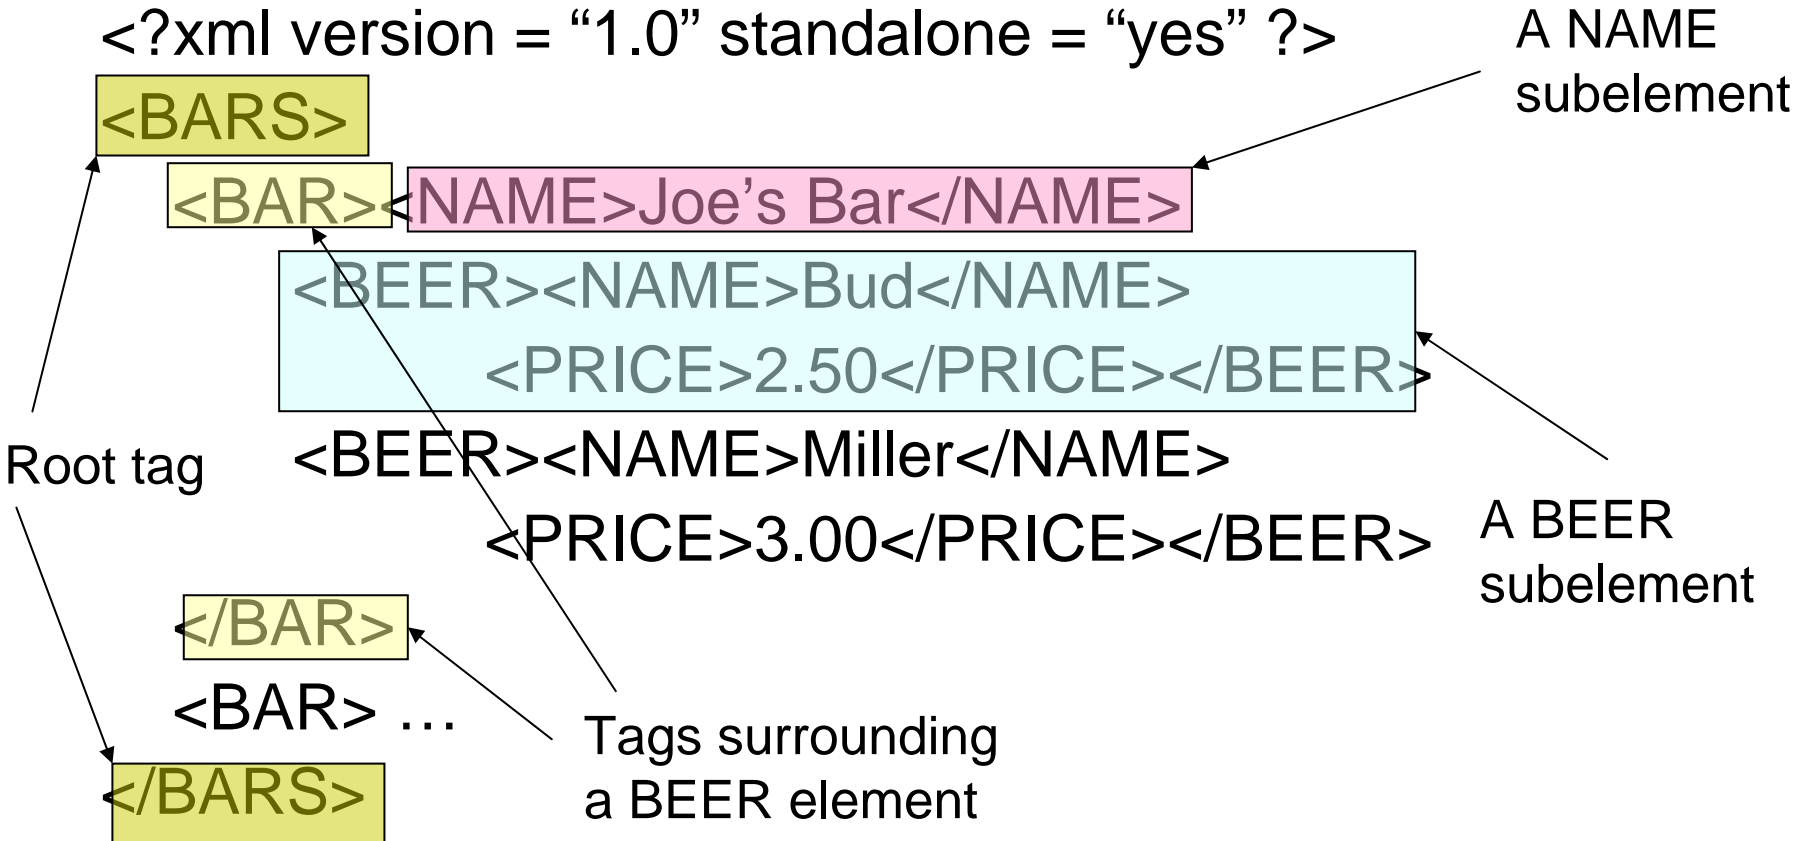 <?xml version = “1.0” standalone = “yes” ?>
<BARS>
<BAR><NAME>Joe’s Bar</NAME>
<BEER><NAME>Bud</NAME>
<PRICE>2.50</PRICE></BEER>
<BEER><NAME>Miller</NAME>
<PRICE>3.00</PRICE></BEER>
</BAR>
<BAR> …
</BARS>
A NAME
subelement
Root tag
A BEER
subelement
Tags surrounding
a BEER element